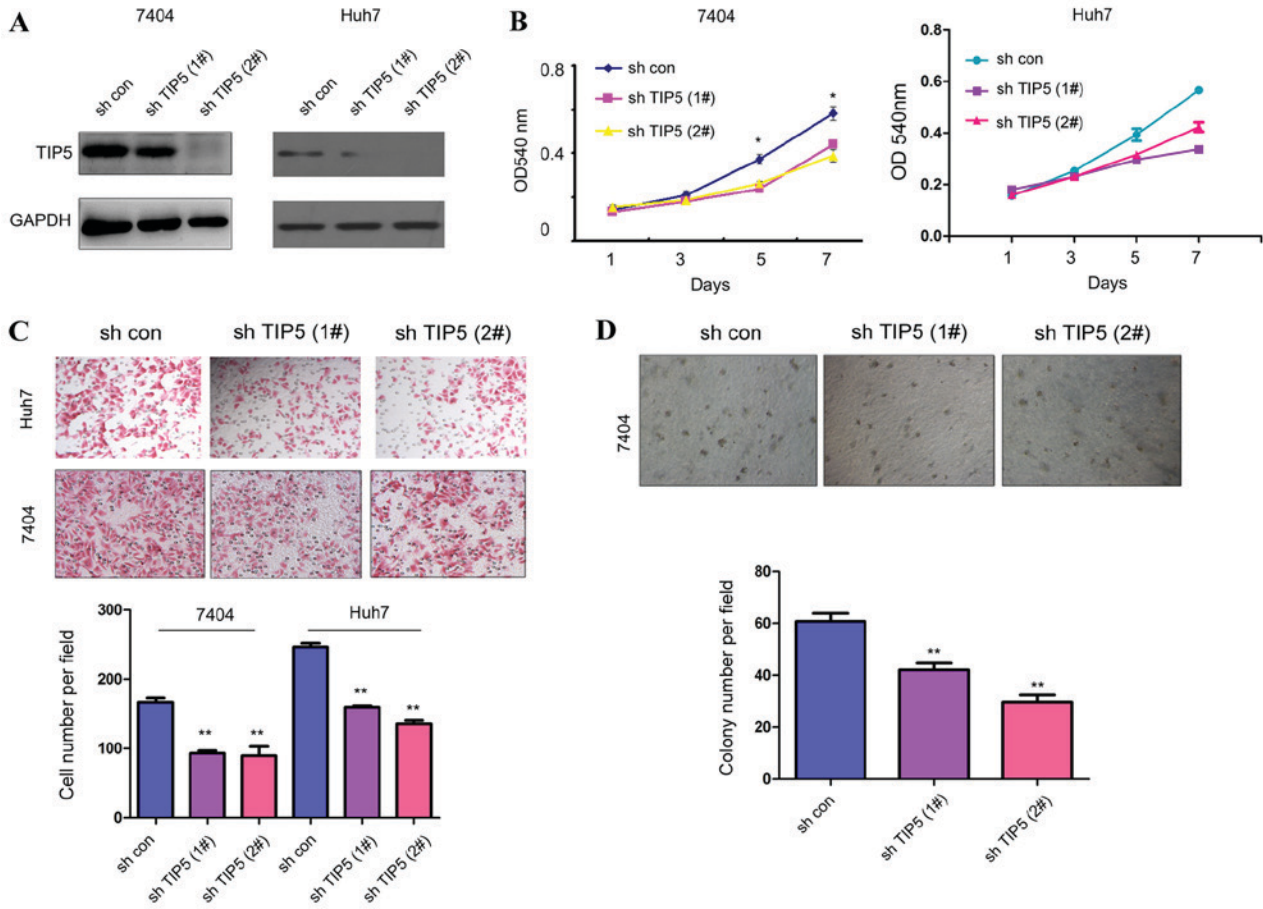 A
7404
Huh7
sh con
sh TIP5 (1#)
sh TIP5 (2#)
sh con
sh TIP5 (1#)
sh TIP5 (2#)
TIP5
GAPDH
B
7404
sh con
sh TIP5 (1#)
sh TIP5 (2#)
0.8
0.4
0
OD540 nm
*
*
1 3 5 7
Days
Huh7
sh con
sh TIP5 (1#)
sh TIP5 (2#)
0.8
0.6
0.4
0.2
0.0
OD 540nm
1 3 5 7
Days
C
sh con sh TIP5 (1#) sh TIP5 (2#)
Huh7
7404
300
200
100
0
Cell number per field
7404
Huh7
**
**
**
**
sh con
sh TIP5 (1#)
sh TIP5 (2#)
sh con
sh TIP5 (1#)
sh TIP5 (2#)
D
sh con sh TIP5 (1#) sh TIP5 (2#)
7404
80
60
40
20
0
Colony number per field
**
**
sh con
sh TIP5 (1#)
sh TIP5 (2#)